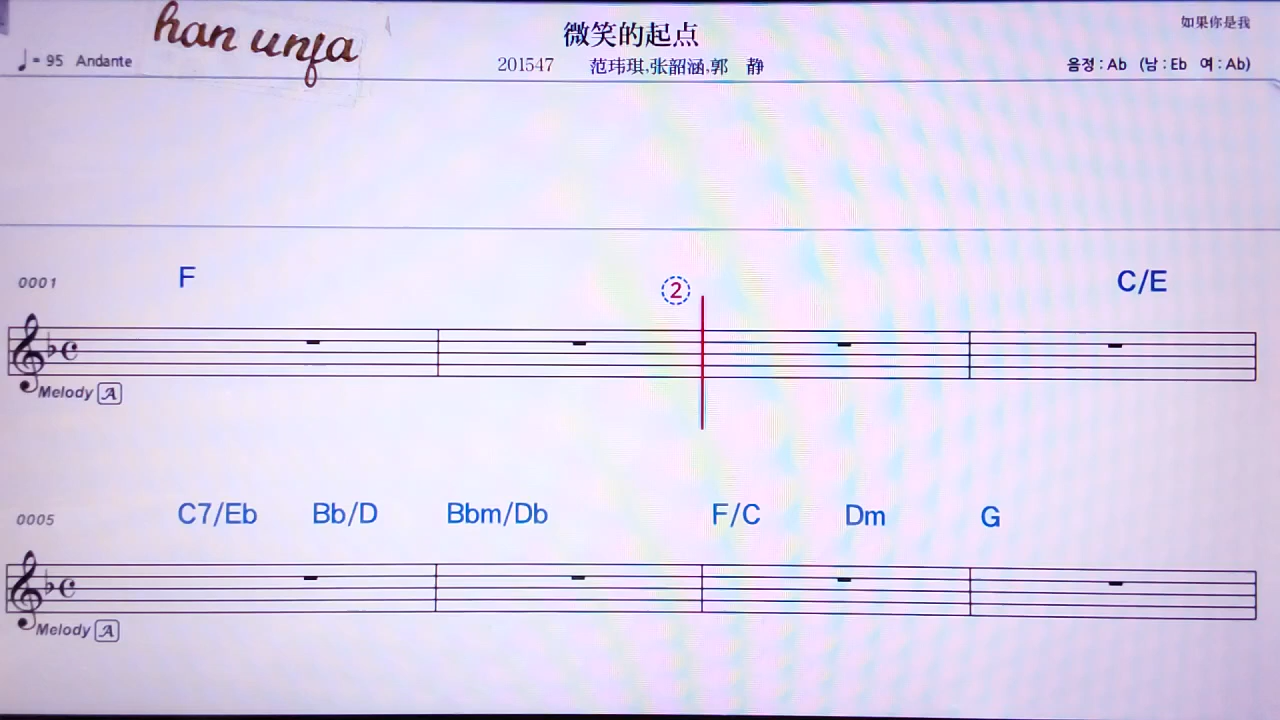 han unfa
微笑的起点
如果你是我
= 95 Andante
201547 范玮琪,张韶涵,郭 静
음정 : Ab (남 : Eb 여 : Ab)
0001 F ② C/E
Melody A
0005 C7/Eb Bb/D Bbm/Db F/C Dm G
Melody A